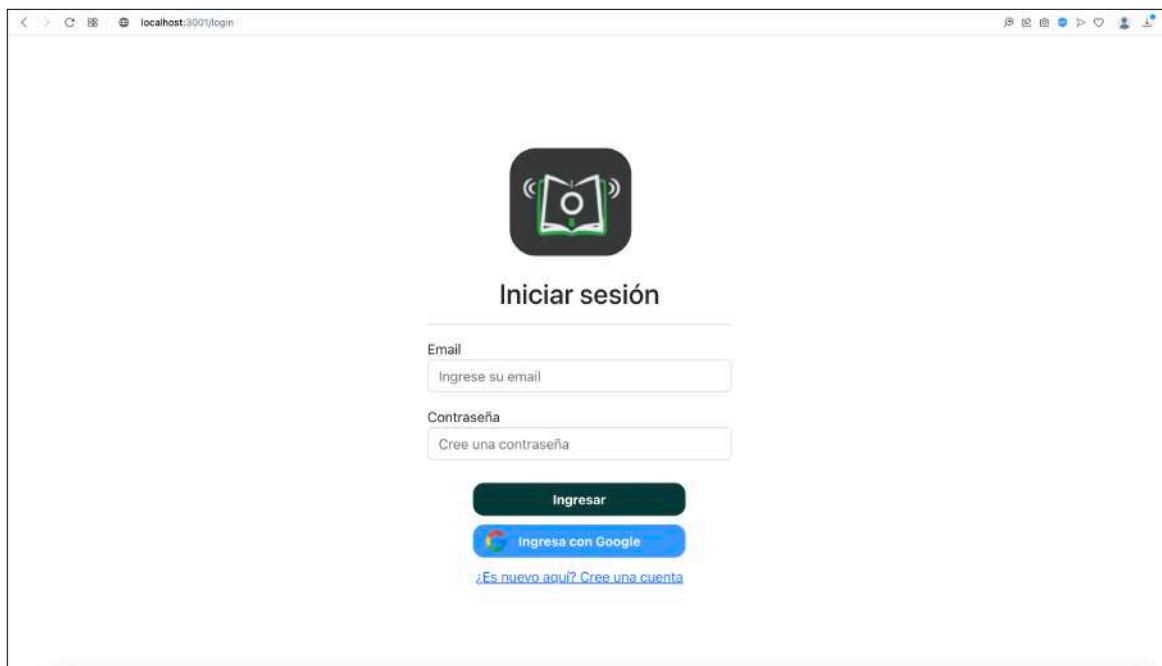 localhost:3001/login
Iniciar sesión
Email
Ingrese su email
Contraseña
Cree una contraseña
Ingresar
Ingresa con Google
¿Es nuevo aquí? Cree una cuenta